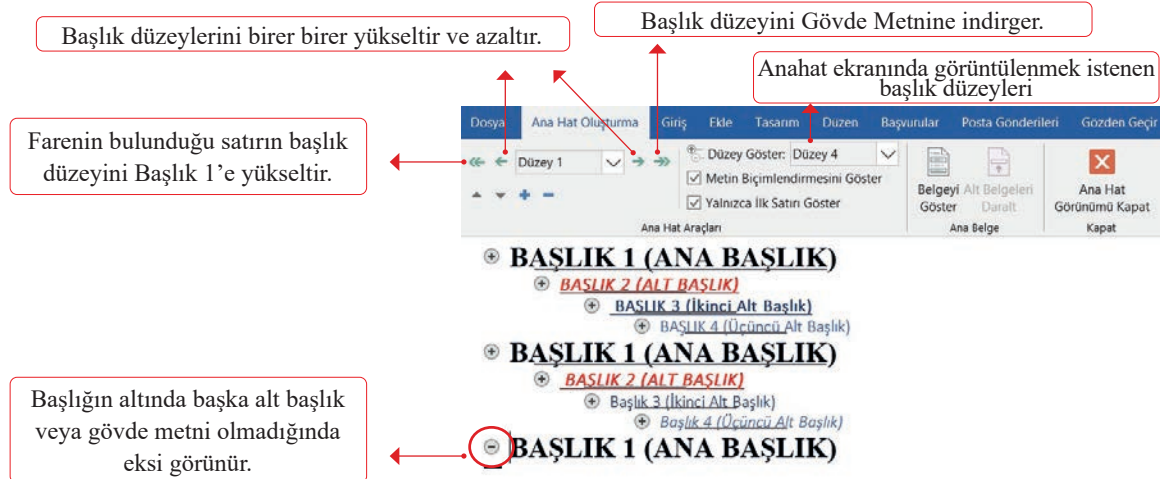 Başlık düzeyini Gövde Metnine indirger.
Başlık düzeylerini birer birer yükseltir ve azaltır.
Anahat ekranında görüntülenmek istenen
başlık düzeyleri
Farenin bulunduğu satırın başlık
düzeyini Başlık 1’e yükseltir.
Dosya Ana Hat Oluşturma Giriş Ekle Tasarım Düzen Başvurular Posta Gönderileri Gözden Geçir
Düzey 1
Düzey Göster: Düzey 4
Metin Biçimlendirmesini Göster
Yalnızca İlk Satırı Göster
Belgeyi Göster
Alt Belgeleri Daralt
Ana Hat Görünümü Kapat
Ana Hat Araçları
Ana Belge
Kapat
BAŞLIK 1 (ANA BAŞLIK)
BAŞLIK 2 (ALT BAŞLIK)
BAŞLIK 3 (İkinci Alt Başlık)
BAŞLIK 4 (Üçüncü Alt Başlık)
BAŞLIK 1 (ANA BAŞLIK)
BAŞLIK 2 (ALT BAŞLIK)
Başlık 3 (İkinci Alt Başlık)
Başlık 4 (Üçüncü Alt Başlık)
BAŞLIK 1 (ANA BAŞLIK)
Başlığın altında başka alt başlık
veya gövde metni olmadığında
eksi görünür.